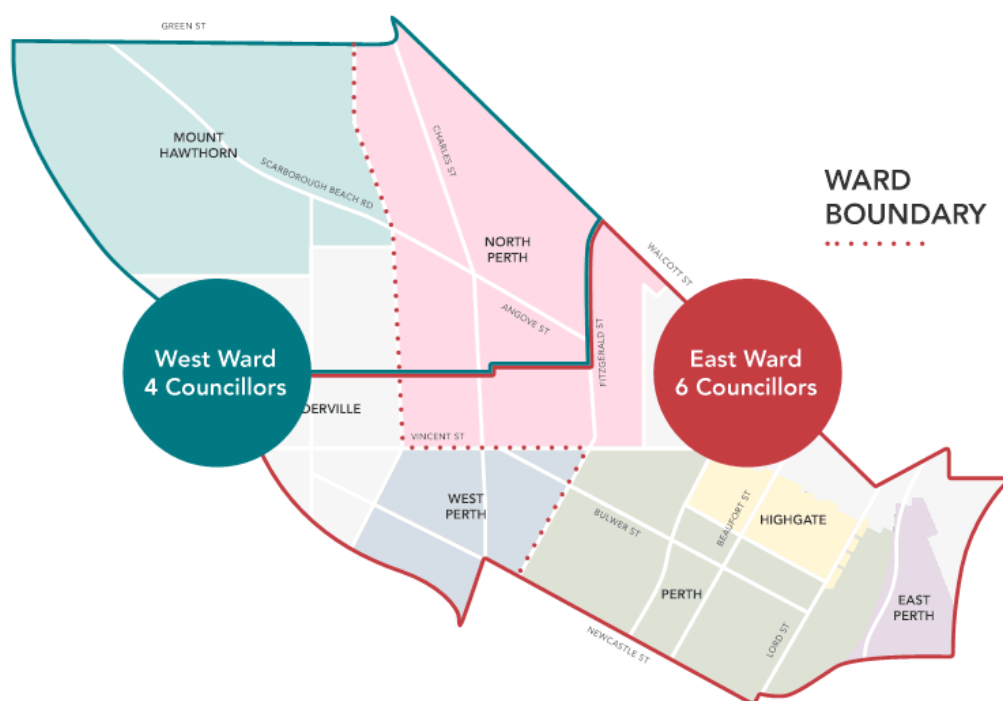 GREEN ST
MOUNT
HAWTHORN
SCARBOROUGH BEACH RD
CHARLES ST
NORTH
PERTH
ANGOVE ST
FITZGERALD ST
WALCOTT ST
WARD
BOUNDARY
West Ward
4 Councillors
East Ward
6 Councillors
DERVILLE
VINCENT ST
WEST
PERTH
BULWER ST
BEAUFORT ST
HIGHGATE
PERTH
EAST
PERTH
NEWCASTLE ST
LORD ST